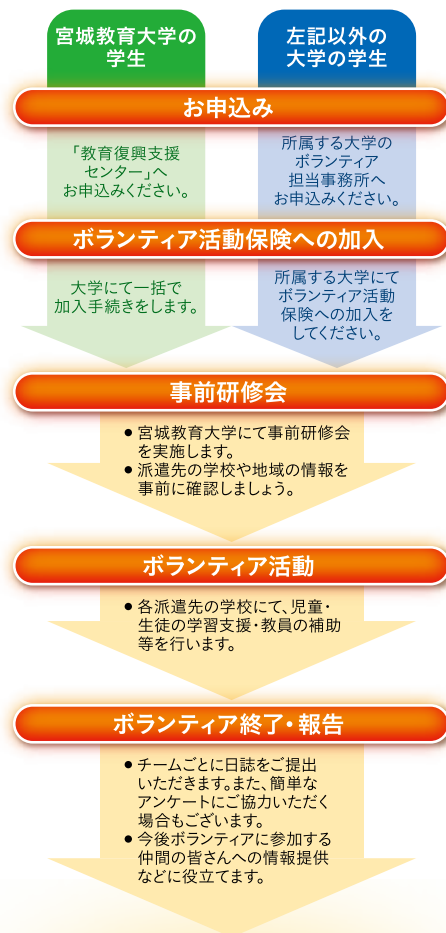 宮城教育大学の
学生
左記以外の
大学の学生
お申込み
「教育復興支援
センター」へ
お申込みください。
所属する大学の
ボランティア
担当事務所へ
お申込みください。
ボランティア活動保険への加入
大学にて一括で
加入手続きをします。
所属する大学にて
ボランティア活動
保険への加入を
してください。
事前研修会
● 宮城教育大学にて事前研修会
を実施します。
● 派遣先の学校や地域の情報を
事前に確認しましょう。
ボランティア活動
● 各派遣先の学校にて、児童・
生徒の学習支援・教員の補助
等を行います。
ボランティア終了・報告
● チームごとに日誌をご提出
いただきます。また、簡単な
アンケートにご協力いただく
場合もございます。
● 今後ボランティアに参加する
仲間の皆さんへの情報提供
などに役立てます。